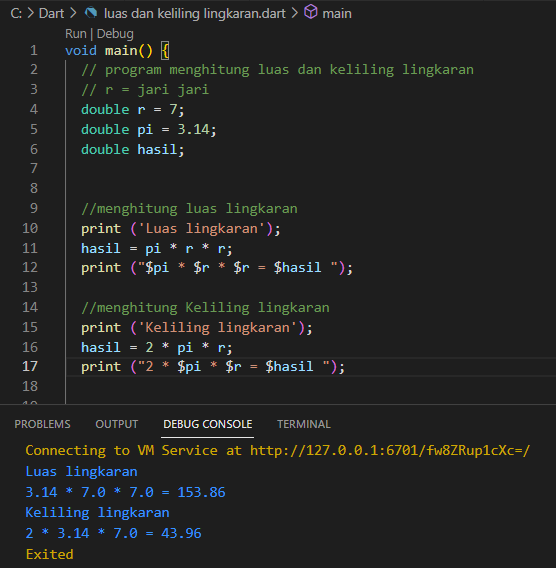 C: > Dart > luas dan keliling lingkaran.dart > main
Run | Debug
1 void main() {
2 // program menghitung luas dan keliling lingkaran
3 // r = jari jari
4 double r = 7;
5 double pi = 3.14;
6 double hasil;
7
8
9 //menghitung luas lingkaran
10 print ('Luas lingkaran');
11 hasil = pi * r * r;
12 print ("$pi * $r * $r = $hasil ");
13
14 //menghitung Keliling lingkaran
15 print ('Keliling lingkaran');
16 hasil = 2 * pi * r;
17 print ("2 * $pi * $r = $hasil ");
18
PROBLEMS OUTPUT DEBUG CONSOLE TERMINAL
Connecting to VM Service at http://127.0.0.1:6701/fw8ZRup1cXc=/
Luas lingkaran
3.14 * 7.0 * 7.0 = 153.86
Keliling lingkaran
2 * 3.14 * 7.0 = 43.96
Exited